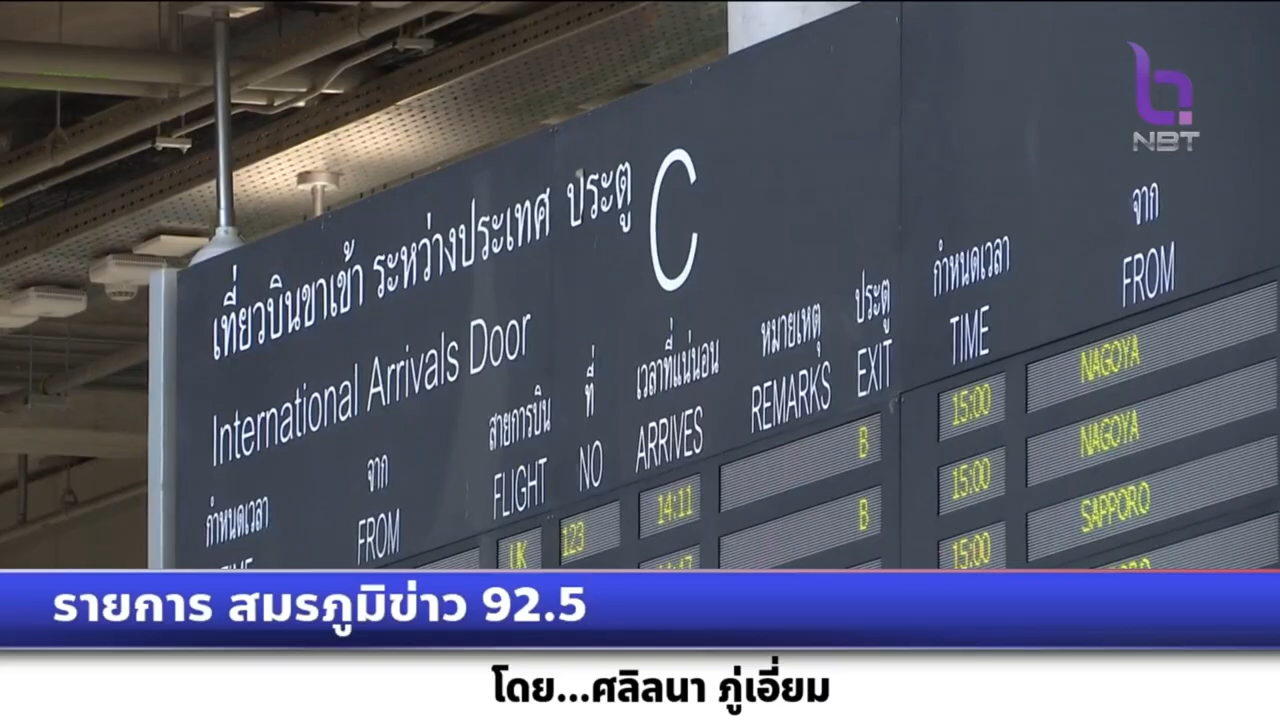 NBT
เที่ยวบินขาเข้า ระหว่างประเทศ ประตู C
International Arrivals Door
กำหนดเวลา จาก สายการบิน ที่ เวลาที่แน่นอน หมายเหตุ ประตู กำหนดเวลา จาก
TIME FROM FLIGHT NO ARRIVES REMARKS EXIT TIME FROM
UK 123 14:11 B 15:00 NAGOYA
B 15:00 NAGOYA
15:00 SAPPORO
รายการ สมรภูมิข่าว 92.5
โดย...ศลิลนา ภู่เอี่ยม